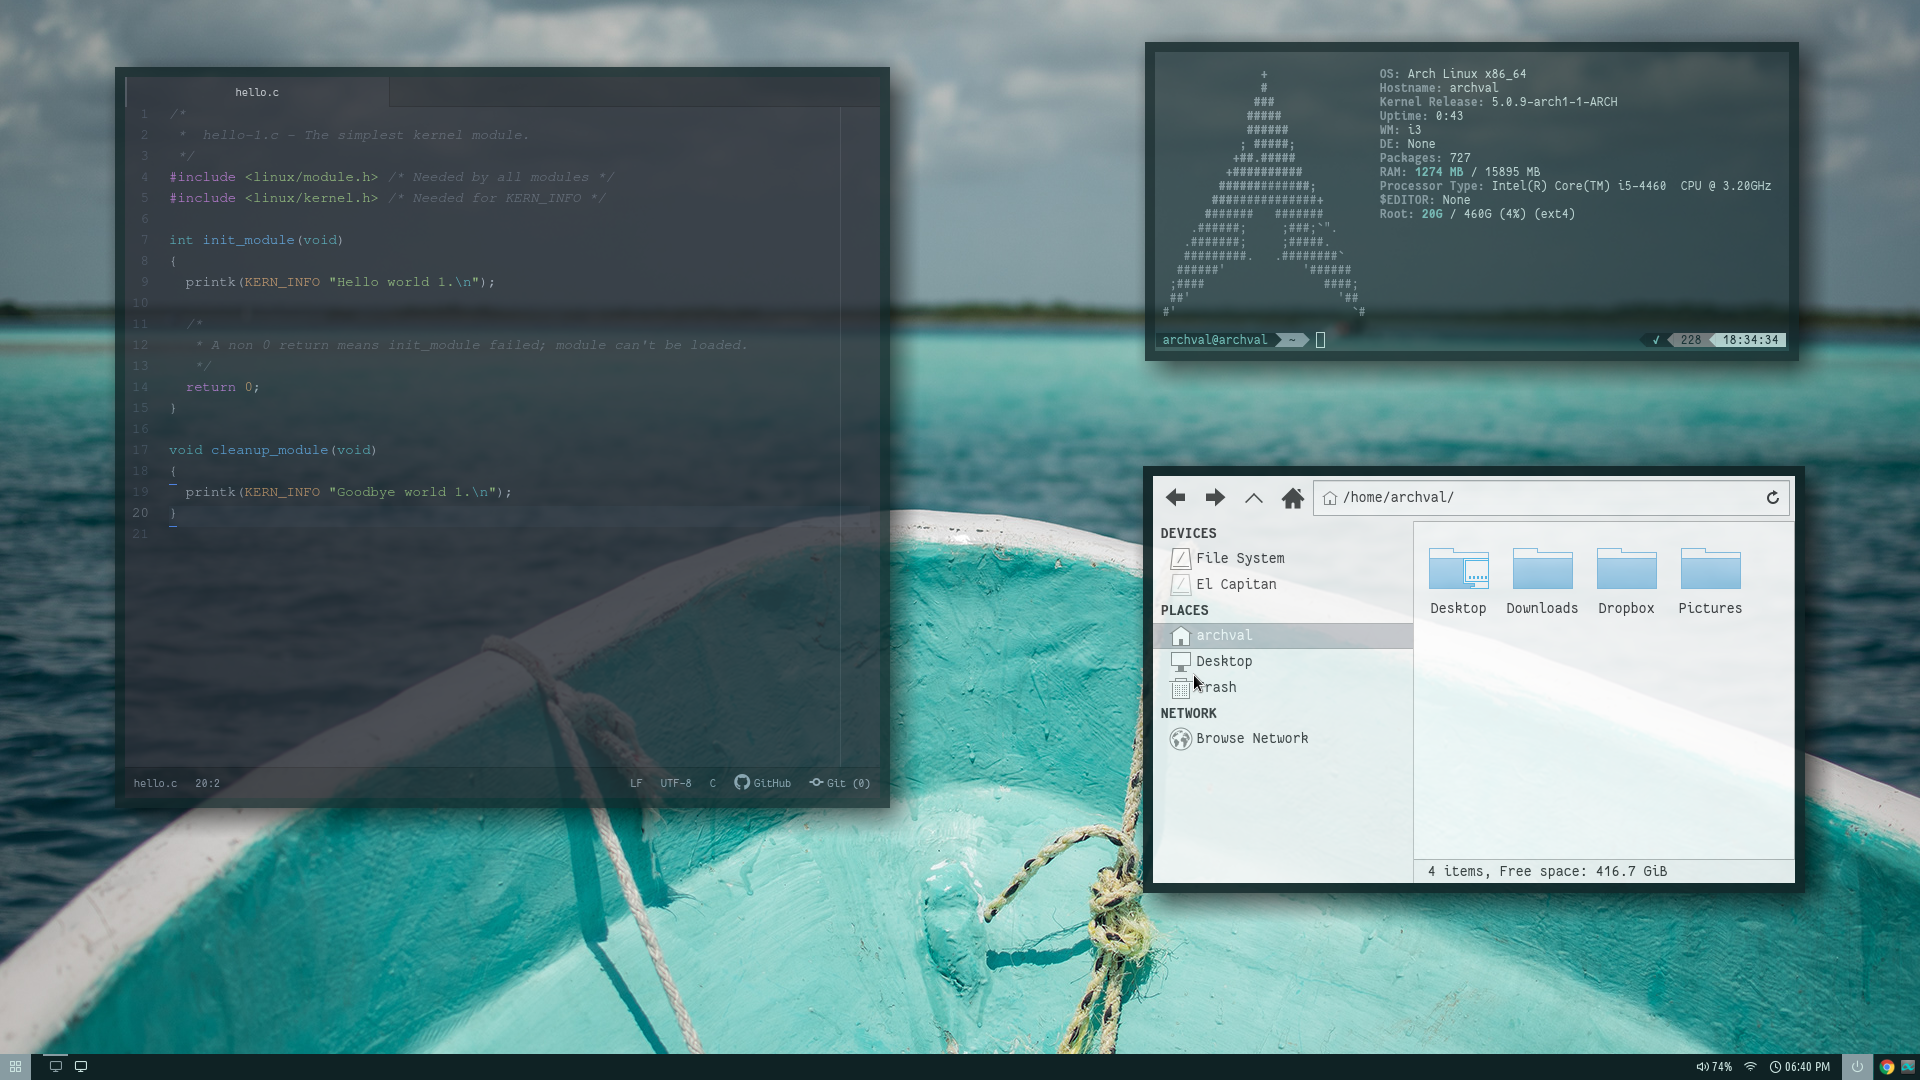 hello.c
1 /*
2  *  hello-1.c - The simplest kernel module.
3  */
4 #include <linux/module.h> /* Needed by all modules */
5 #include <linux/kernel.h> /* Needed for KERN_INFO */
6
7 int init_module(void)
8 {
9   printk(KERN_INFO "Hello world 1.\n");
10
11   /*
12    * A non 0 return means init_module failed; module can't be loaded.
13    */
14   return 0;
15 }
16
17 void cleanup_module(void)
18 {
19   printk(KERN_INFO "Goodbye world 1.\n");
20 }
21
hello.c 20:2 LF UTF-8 C GitHub Git (0)
OS: Arch Linux x86_64
Hostname: archval
Kernel Release: 5.0.9-arch1-1-ARCH
Uptime: 0:43
WM: i3
DE: None
Packages: 727
RAM: 1274 MB / 15895 MB
Processor Type: Intel(R) Core(TM) i5-4460  CPU @ 3.20GHz
$EDITOR: None
Root: 20G / 460G (4%) (ext4)
archval@archval ~ ✓ 228 18:34:34
/home/archval/
DEVICES
File System
El Capitan
PLACES
archval
Desktop
rash
NETWORK
Browse Network
Desktop Downloads Dropbox Pictures
4 items, Free space: 416.7 GiB
74% 06:40 PM